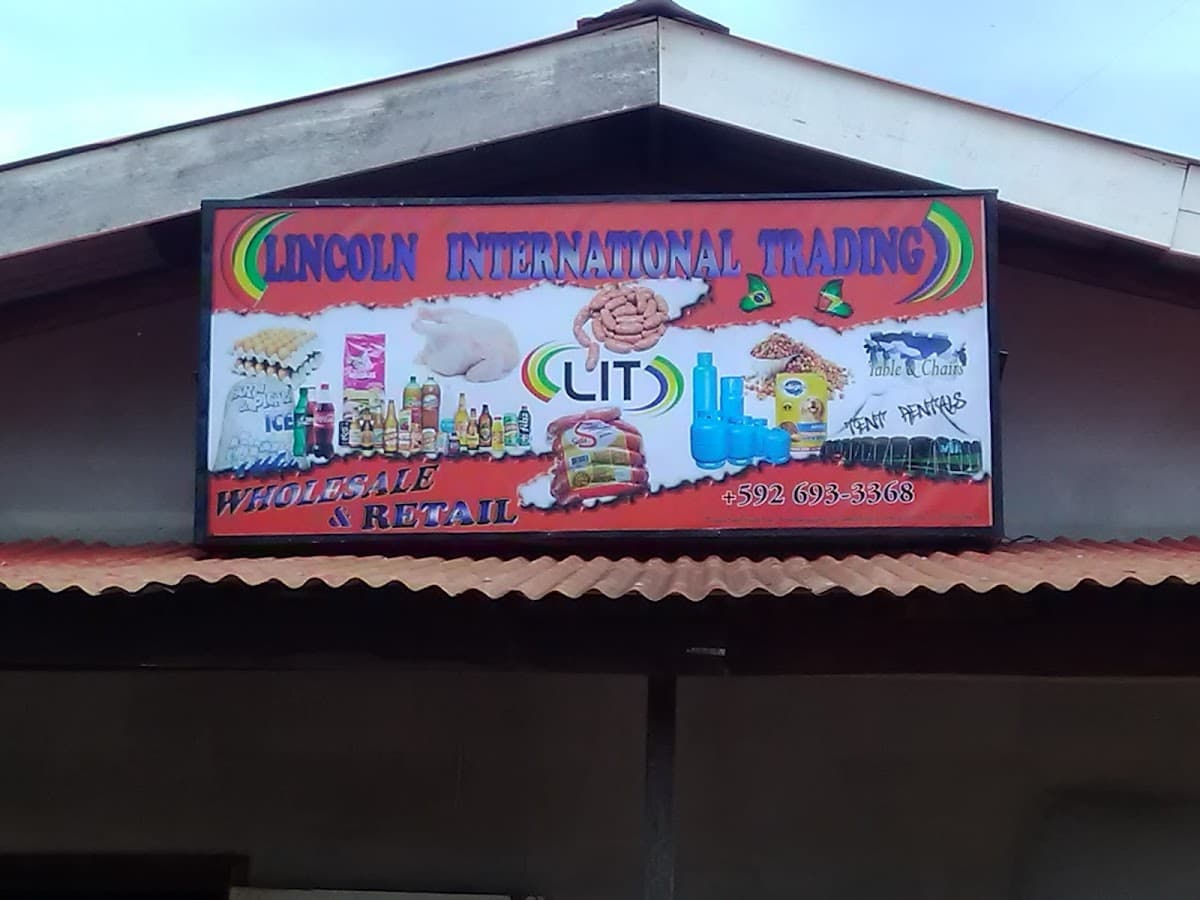 LINCOLN INTERNATIONAL TRADING
LIT
ICE
Table & Chairs
TENT RENTALS
WHOLESALE
& RETAIL
+592 693-3368